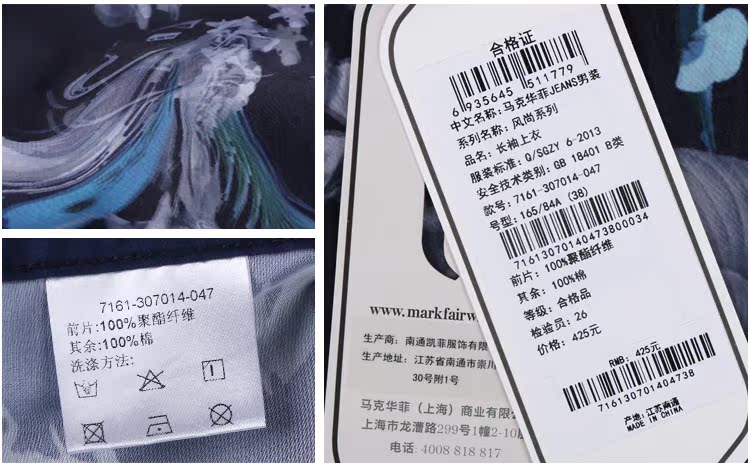 7161-307014-047
前片:100%聚酯纤维
其余:100%棉
洗涤方法:
www.markfairw
生产商: 南通凯菲服饰有限
生产地址: 江苏省南通市崇川
30号附1号
马克华菲（上海）商业有限
上海市龙漕路299号1幢2-10
电话: 4008 818 817
合格证
6 935645 511779
中文名称:马克华菲JEANS男装
系列名称:风尚系列
品名:长袖上衣
服装标准:Q/SGZY 6-2013
安全技术类别:GB 18401 B类
款号:7161-307014-047
号型:165/84A (38)
71613070140473800034
前片:100%聚酯纤维
其余:100%棉
等级:合格品
检验员:26
价格:425元
RMB: 425元
716130701404738
产地:江苏南通
MADE IN CHINA